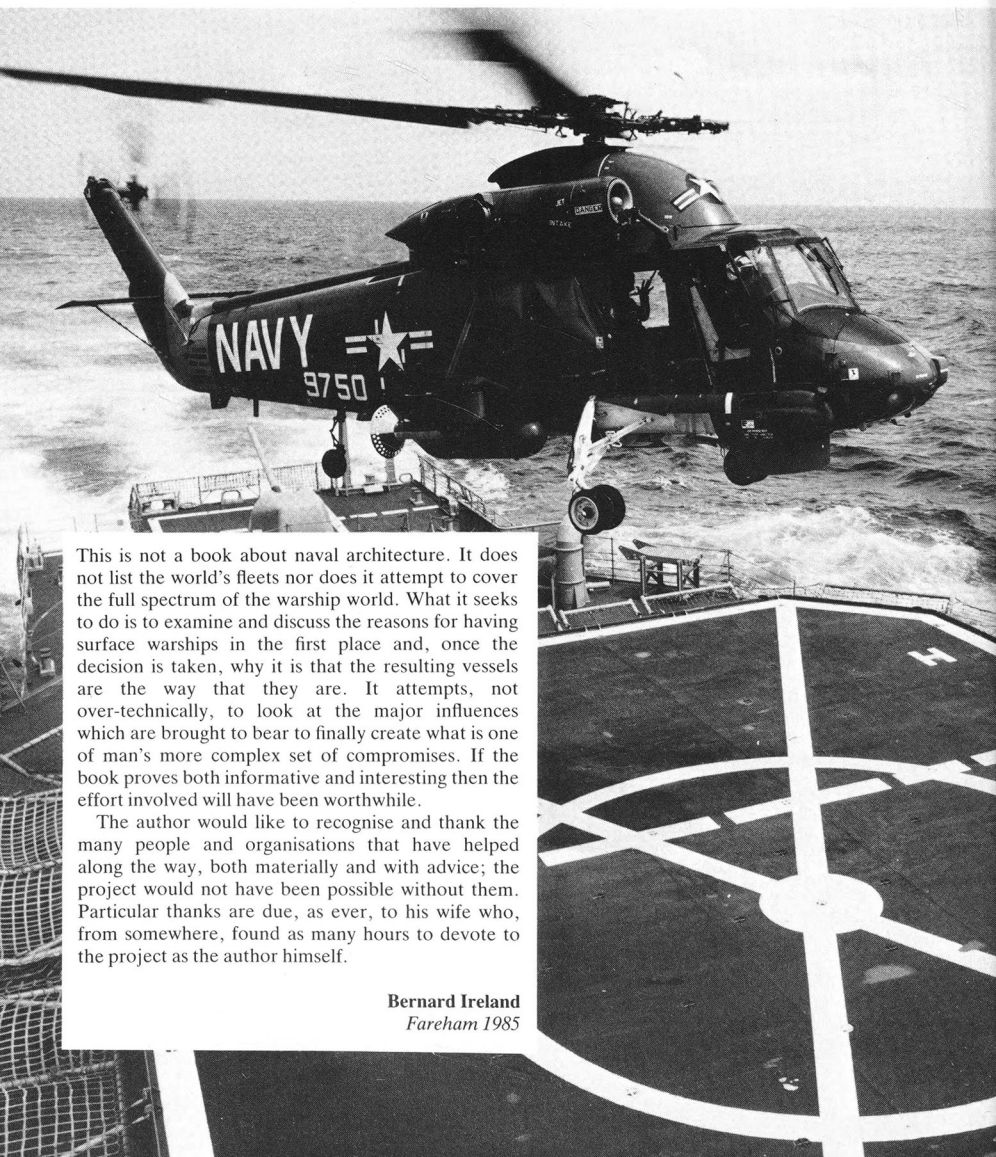 JET
DANGER
INTAKE
NAVY
9750
This is not a book about naval architecture. It does
not list the world's fleets nor does it attempt to cover
the full spectrum of the warship world. What it seeks
to do is to examine and discuss the reasons for having
surface warships in the first place and, once the
decision is taken, why it is that the resulting vessels
are the way that they are. It attempts, not
over-technically, to look at the major influences
which are brought to bear to finally create what is one
of man's more complex set of compromises. If the
book proves both informative and interesting then the
effort involved will have been worthwhile.
The author would like to recognise and thank the
many people and organisations that have helped
along the way, both materially and with advice; the
project would not have been possible without them.
Particular thanks are due, as ever, to his wife who,
from somewhere, found as many hours to devote to
the project as the author himself.
Bernard Ireland
Fareham 1985
H